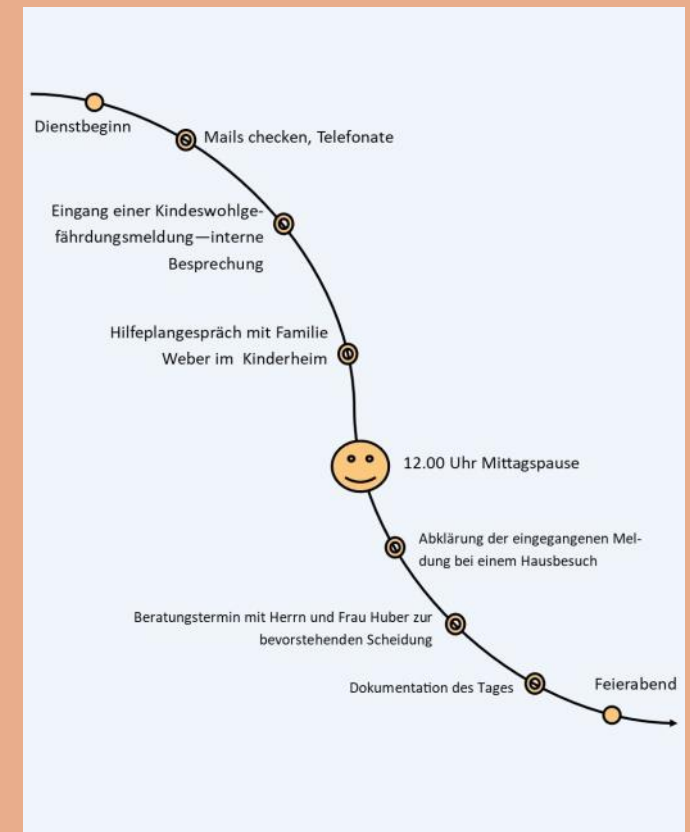 Dienstbeginn
Mails checken, Telefonate
Eingang einer Kindeswohlge-
fährdungsmeldung—interne
Besprechung
Hilfeplangespräch mit Familie
Weber im Kinderheim
12.00 Uhr Mittagspause
Abklärung der eingegangenen Mel-
dung bei einem Hausbesuch
Beratungstermin mit Herrn und Frau Huber zur
bevorstehenden Scheidung
Dokumentation des Tages
Feierabend